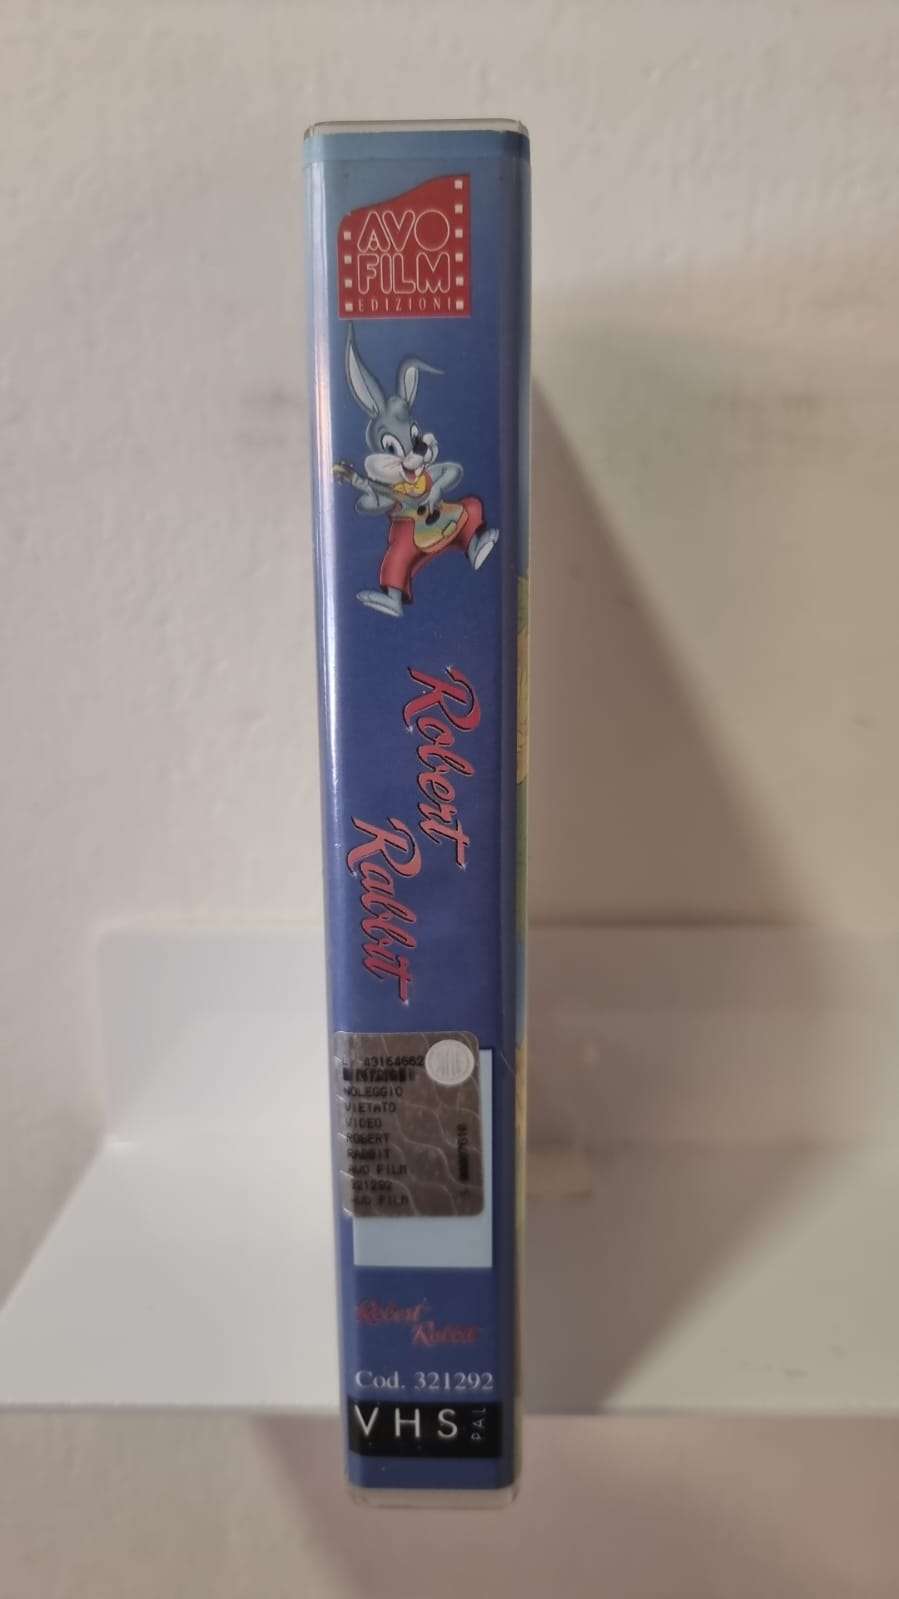 AVO
FILM
EDIZIONI
Robert
Rabbit
43164662
NOLEGGIO
VIETATO
VIDEO
ROBERT
RABBIT
AVO FILM
321292
AVO FILM
Robert
Rabbit
Cod. 321292
VHS PAL